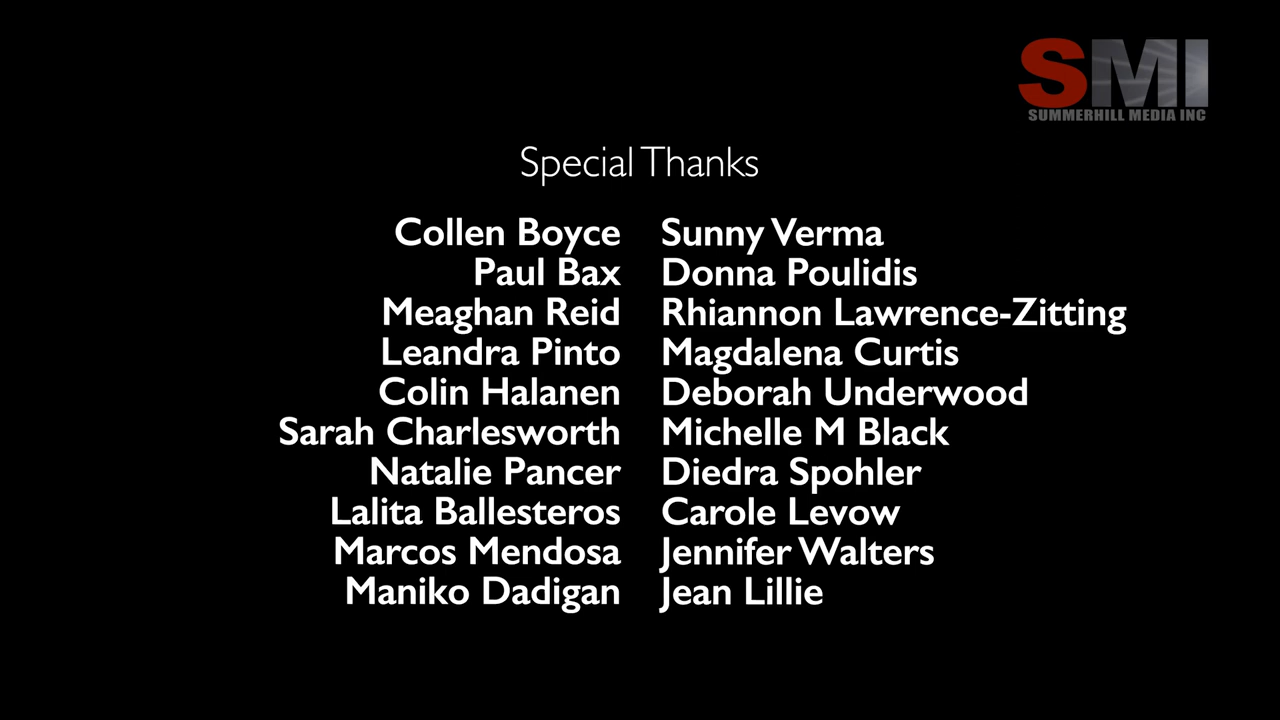 SMI
SUMMERHILL MEDIA INC
Special Thanks
Collen Boyce Sunny Verma
Paul Bax Donna Poulidis
Meaghan Reid Rhiannon Lawrence-Zitting
Leandra Pinto Magdalena Curtis
Colin Halanen Deborah Underwood
Sarah Charlesworth Michelle M Black
Natalie Pancer Diedra Spohler
Lalita Ballesteros Carole Levow
Marcos Mendosa Jennifer Walters
Maniko Dadigan Jean Lillie